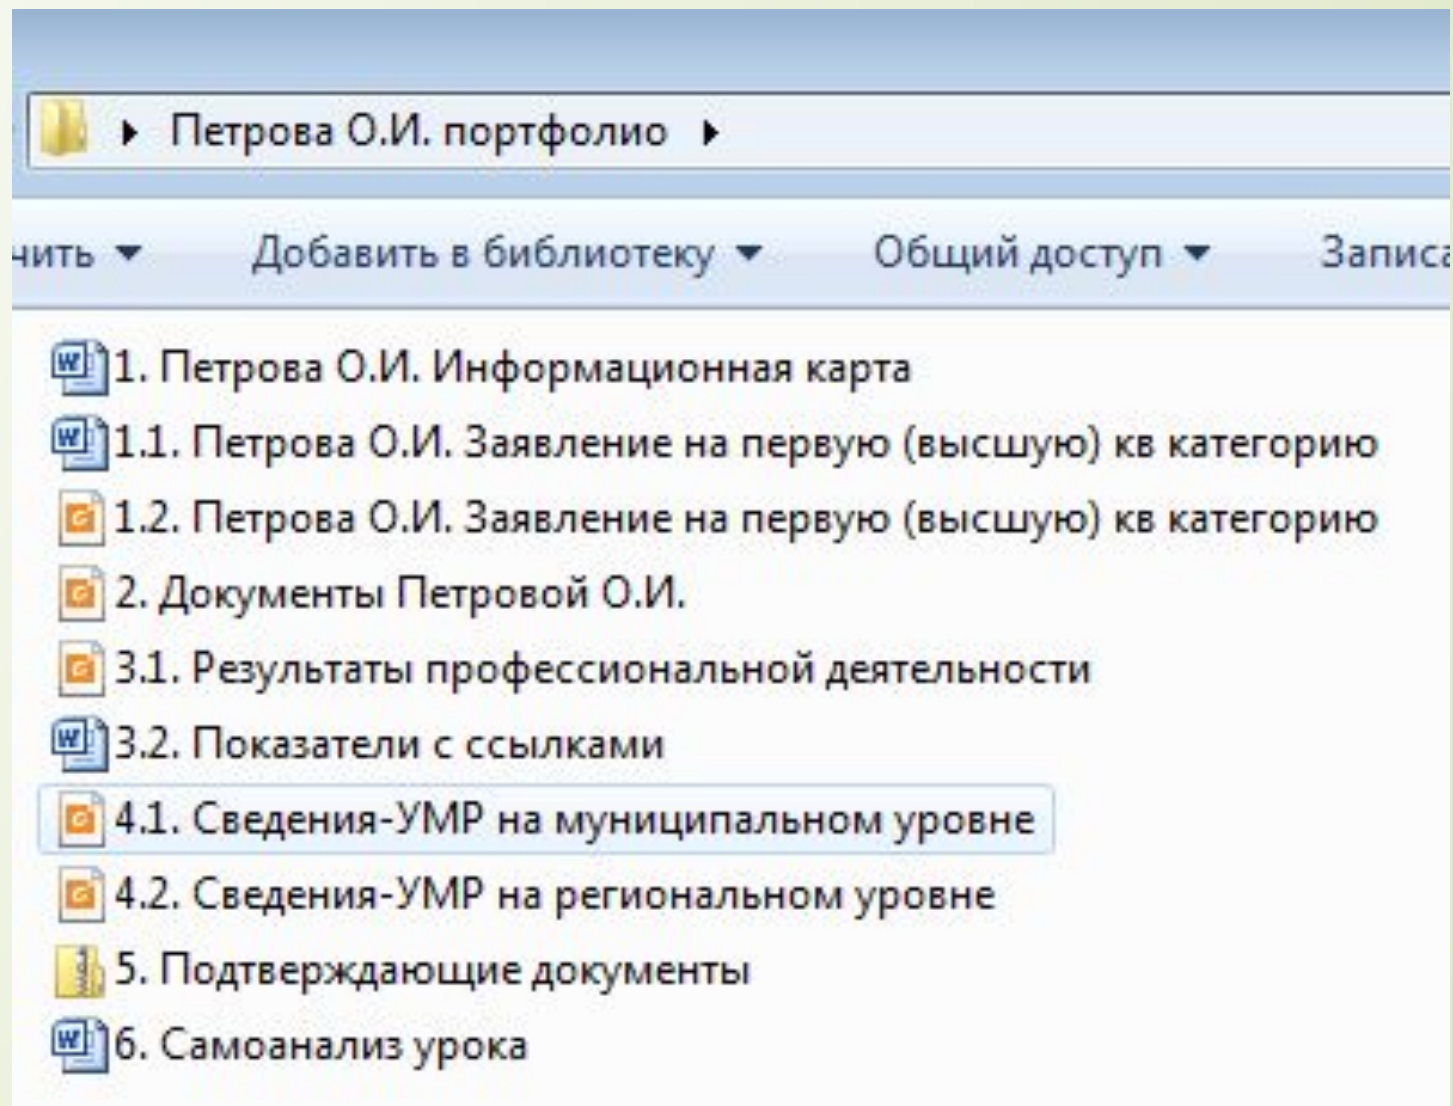 Петрова О.И. портфолио
чить Добавить в библиотеку Общий доступ Записа
1. Петрова О.И. Информационная карта
1.1. Петрова О.И. Заявление на первую (высшую) кв категорию
1.2. Петрова О.И. Заявление на первую (высшую) кв категорию
2. Документы Петровой О.И.
3.1. Результаты профессиональной деятельности
3.2. Показатели с ссылками
4.1. Сведения-УМР на муниципальном уровне
4.2. Сведения-УМР на региональном уровне
5. Подтверждающие документы
6. Самоанализ урока